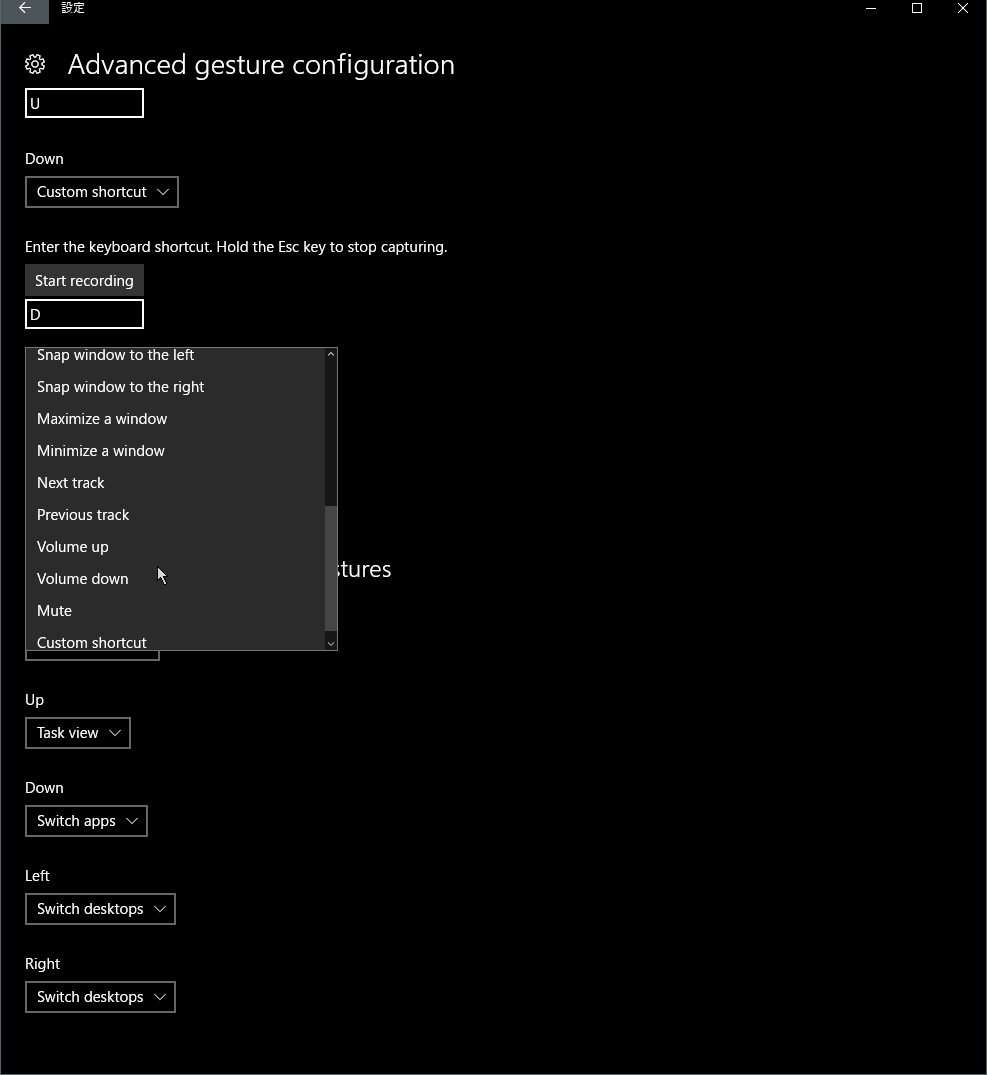 設定
Advanced gesture configuration
U
Down
Custom shortcut
Enter the keyboard shortcut. Hold the Esc key to stop capturing.
Start recording
D
Snap window to the left
Snap window to the right
Maximize a window
Minimize a window
Next track
Previous track
Volume up
stures
Volume down
Mute
Custom shortcut
Up
Task view
Down
Switch apps
Left
Switch desktops
Right
Switch desktops